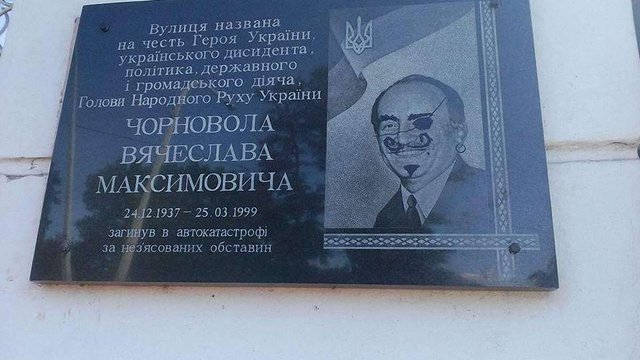 Вулиця названа
на честь Героя України,
українського дисидента,
політика, державного
і громадського діяча,
Голови Народного Руху України
ЧОРНОВОЛА
ВЯЧЕСЛАВА
МАКСИМОВИЧА
24.12.1937 – 25.03.1999
загинув в автокатастрофі
за нез'ясованих обставин